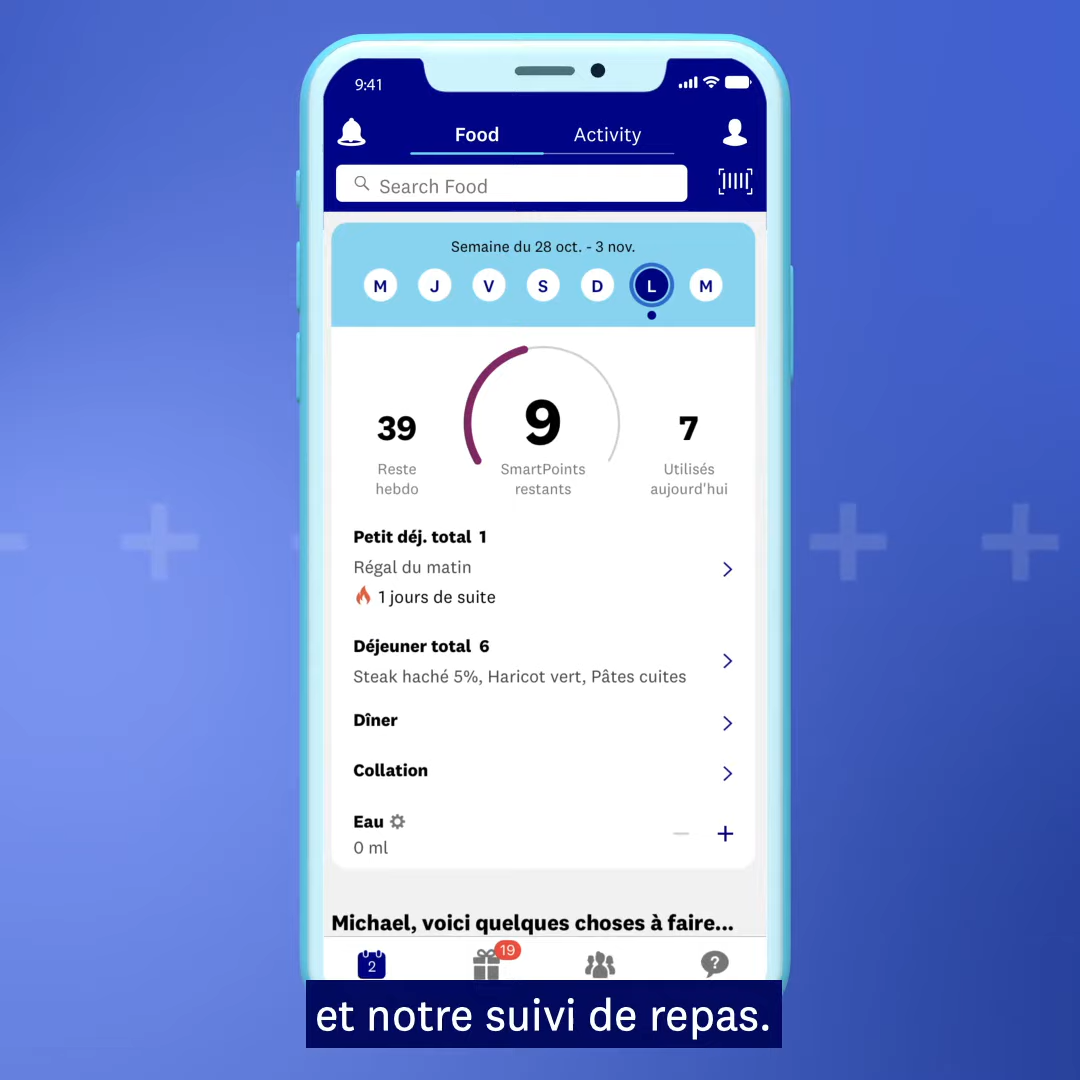 9:41
Food Activity
Search Food
Semaine du 28 oct. - 3 nov.
M J V S D L M
39 9 7
Reste SmartPoints Utilisés
hebdo restants aujourd'hui
Petit déj. total 1
Régal du matin
1 jours de suite
Déjeuner total 6
Steak haché 5%, Haricot vert, Pâtes cuites
Dîner
Collation
Eau
0 ml
Michael, voici quelques choses à faire...
19
2 ?
et notre suivi de repas.